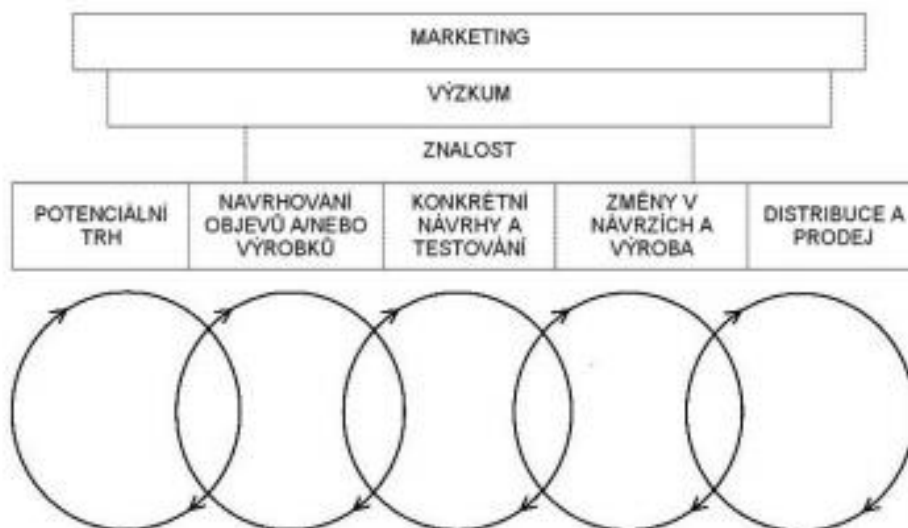 MARKETING
VÝZKUM
ZNALOST
POTENCIÁLNÍ
TRH
NAVRHOVÁNÍ
OBJEVŮ A/NEBO
VÝROBKŮ
KONKRÉTNÍ
NÁVRHY A
TESTOVÁNÍ
ZMĚNY V
NÁVRZÍCH A
VÝROBA
DISTRIBUCE A
PRODEJ